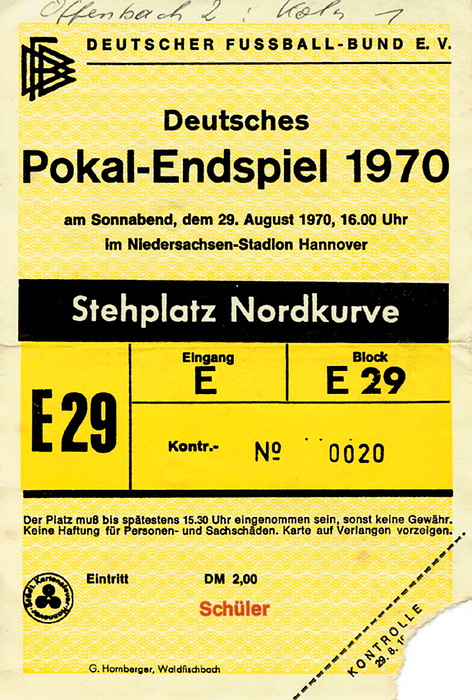 Offenbach 2 : Köln 1
DEUTSCHER FUSSBALL-BUND E. V.
Deutsches
Pokal-Endspiel 1970
am Sonnabend, dem 29. August 1970, 16.00 Uhr
im Niedersachsen-Stadion Hannover
Stehplatz Nordkurve
E 29
Eingang
E
Block
E 29
Kontr.- Nº 0020
Der Platz muß bis spätestens 15.30 Uhr eingenommen sein, sonst keine Gewähr.
Keine Haftung für Personen- und Sachschäden. Karte auf Verlangen vorzeigen.
Eintritt DM 2,00
Schüler
KONTROLLE
29. 8. 1
G. Hornberger, Waldfischbach